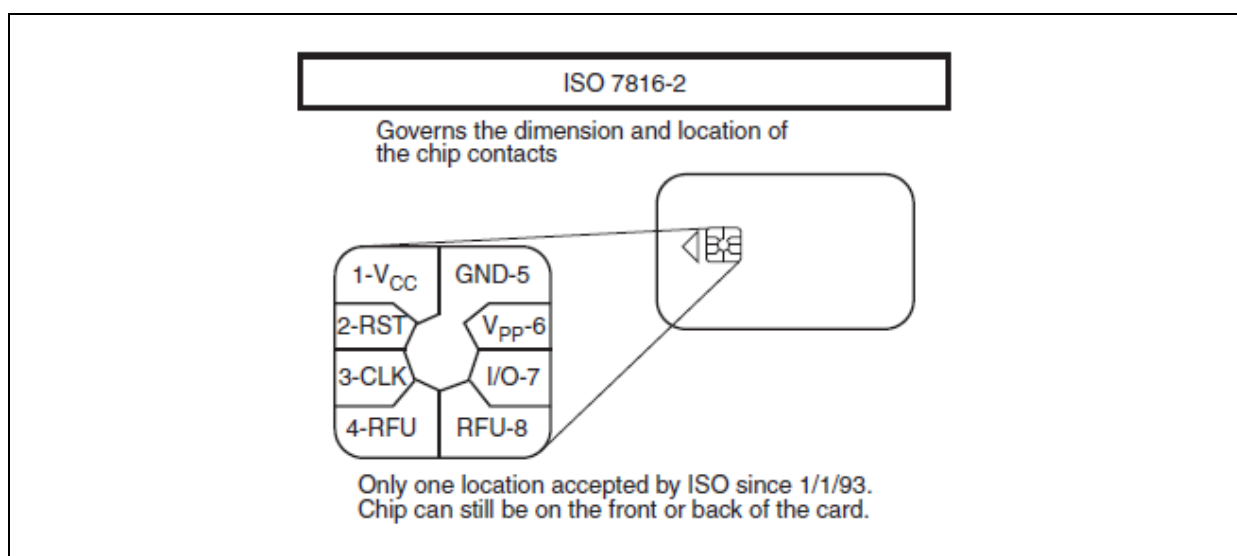 ISO 7816-2
Governs the dimension and location of
the chip contacts
1-VCC
GND-5
2-RST
VPP-6
3-CLK
I/O-7
4-RFU
RFU-8
Only one location accepted by ISO since 1/1/93.
Chip can still be on the front or back of the card.